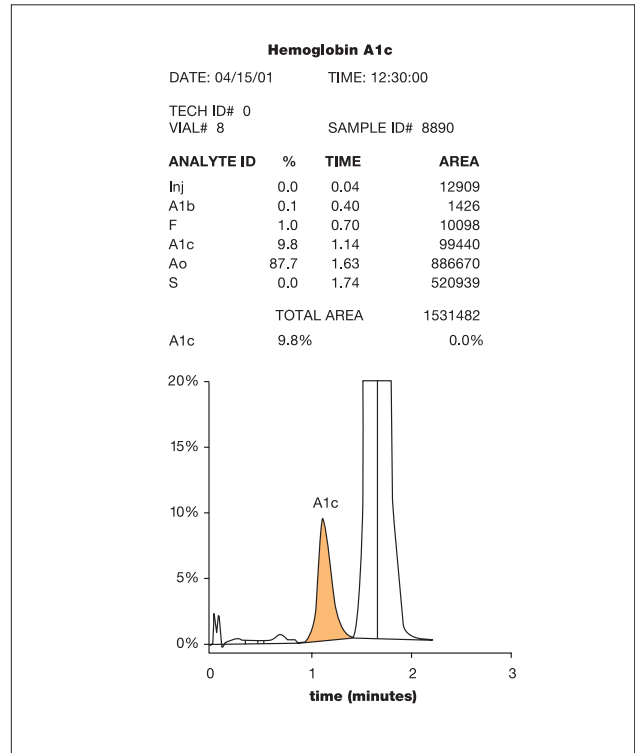 Hemoglobin A1c
DATE: 04/15/01 TIME: 12:30:00
TECH ID# 0
VIAL# 8 SAMPLE ID# 8890
ANALYTE ID % TIME AREA
Inj 0.0 0.04 12909
A1b 0.1 0.40 1426
F 1.0 0.70 10098
A1c 9.8 1.14 99440
Ao 87.7 1.63 886670
S 0.0 1.74 520939
TOTAL AREA 1531482
A1c 9.8% 0.0%
20%
15%
A1c
10%
5%
0%
0 1 2 3
time (minutes)